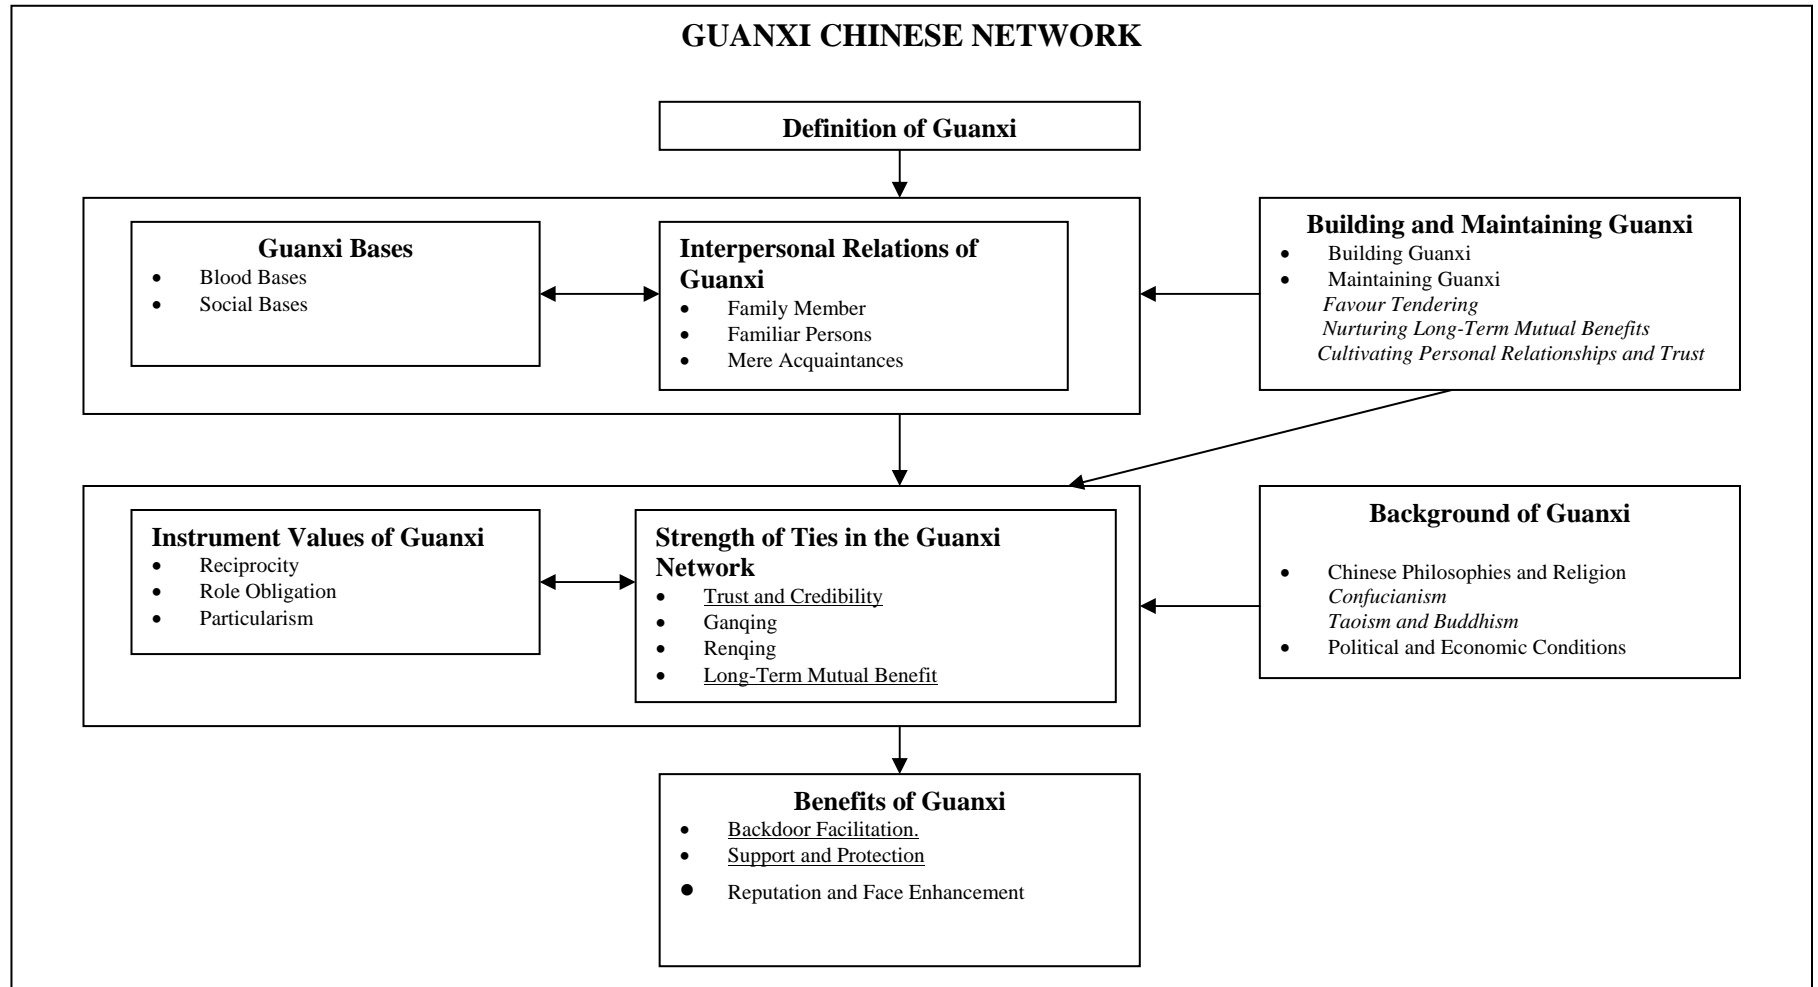 GUANXI CHINESE NETWORK
Definition of Guanxi
Guanxi Bases
• Blood Bases
• Social Bases
Interpersonal Relations of
Guanxi
• Family Member
• Familiar Persons
• Mere Acquaintances
Building and Maintaining Guanxi
• Building Guanxi
• Maintaining Guanxi
Favour Tendering
Nurturing Long-Term Mutual Benefits
Cultivating Personal Relationships and Trust
Instrument Values of Guanxi
• Reciprocity
• Role Obligation
• Particularism
Strength of Ties in the Guanxi
Network
• Trust and Credibility
• Ganqing
• Renqing
• Long-Term Mutual Benefit
Background of Guanxi
• Chinese Philosophies and Religion
Confucianism
Taoism and Buddhism
• Political and Economic Conditions
Benefits of Guanxi
• Backdoor Facilitation.
• Support and Protection
• Reputation and Face Enhancement